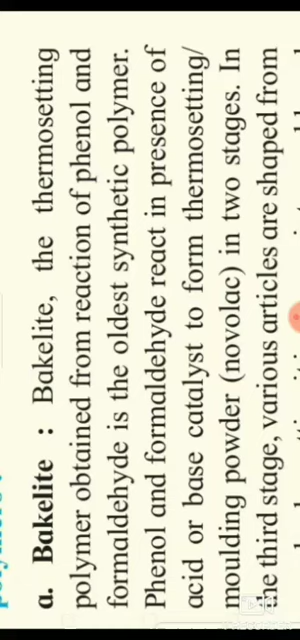 a. Bakelite : Bakelite, the thermosetting
polymer obtained from reaction of phenol and
formaldehyde is the oldest synthetic polymer.
Phenol and formaldehyde react in presence of
acid or base catalyst to form thermosetting/
moulding powder (novolac) in two stages. In
the third stage, various articles are shaped from